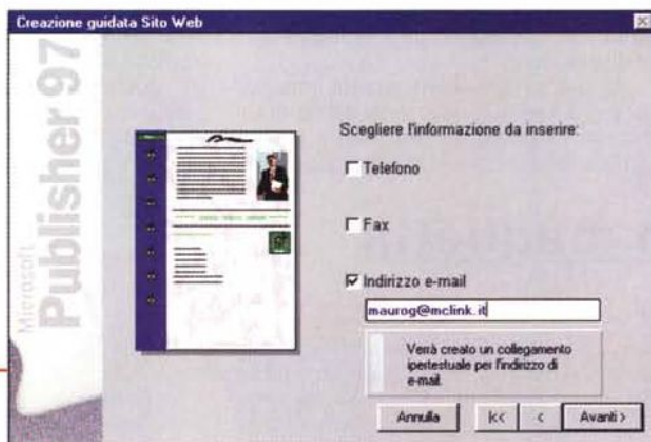 Creazione guidata Sito Web
Microsoft
Publisher 97
Scegliere l'informazione da inserire:
Telefono
Fax
Indirizzo e-mail
maurog@mclink.it
Verrà creato un collegamento
ipertestuale per l'indirizzo di
e-mail.
Annulla
|<<
<
Avanti >